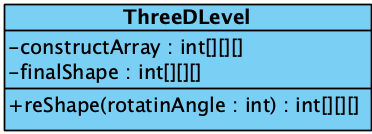 ThreeDLevel
-constructArray : int[][][]
-finalShape : int[][][]
+reShape(rotatinAngle : int) : int[][][]